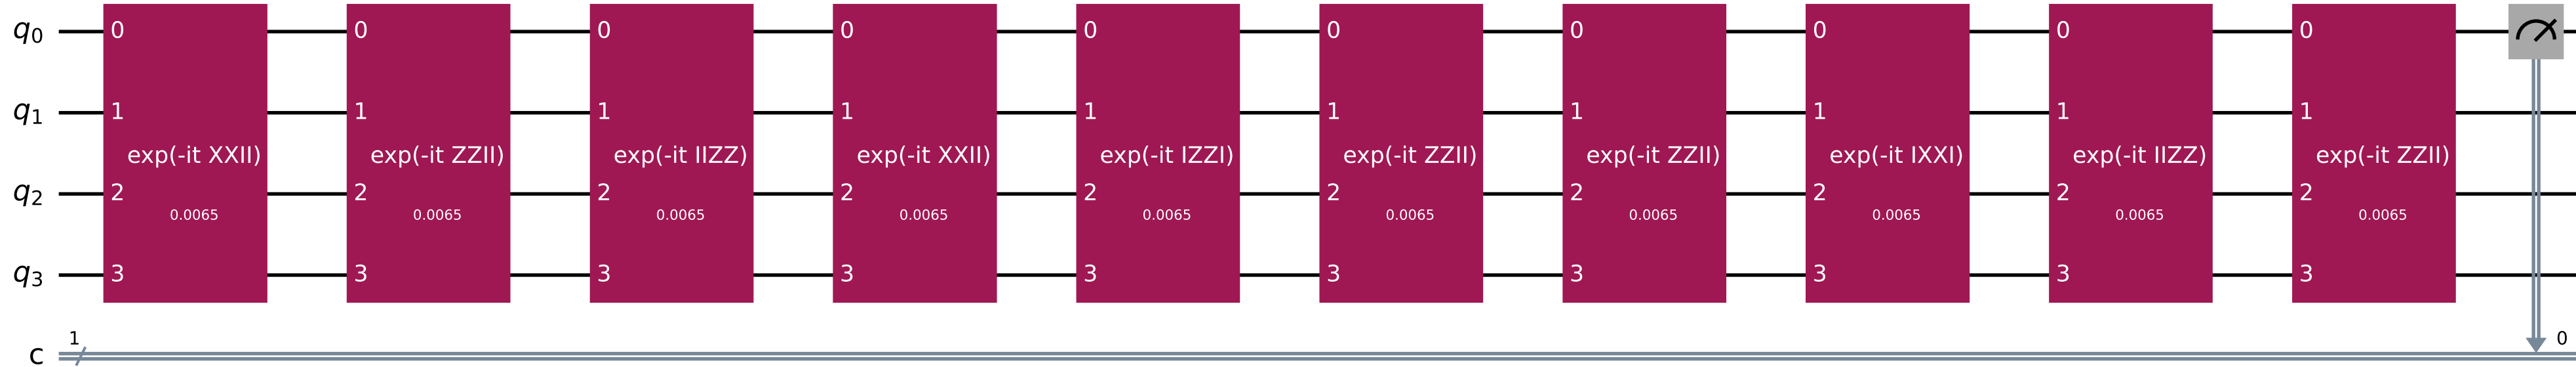 q0 0 0 0 0 0 0 0 0 0 0
q1 1 1 1 1 1 1 1 1 1 1
exp(-it XXII) exp(-it ZZII) exp(-it IIZZ) exp(-it XXII) exp(-it IZZI) exp(-it ZZII) exp(-it ZZII) exp(-it IXXI) exp(-it IIZZ) exp(-it ZZII)
q2 2 2 2 2 2 2 2 2 2 2
0.0065 0.0065 0.0065 0.0065 0.0065 0.0065 0.0065 0.0065 0.0065 0.0065
q3 3 3 3 3 3 3 3 3 3 3
1 0
c